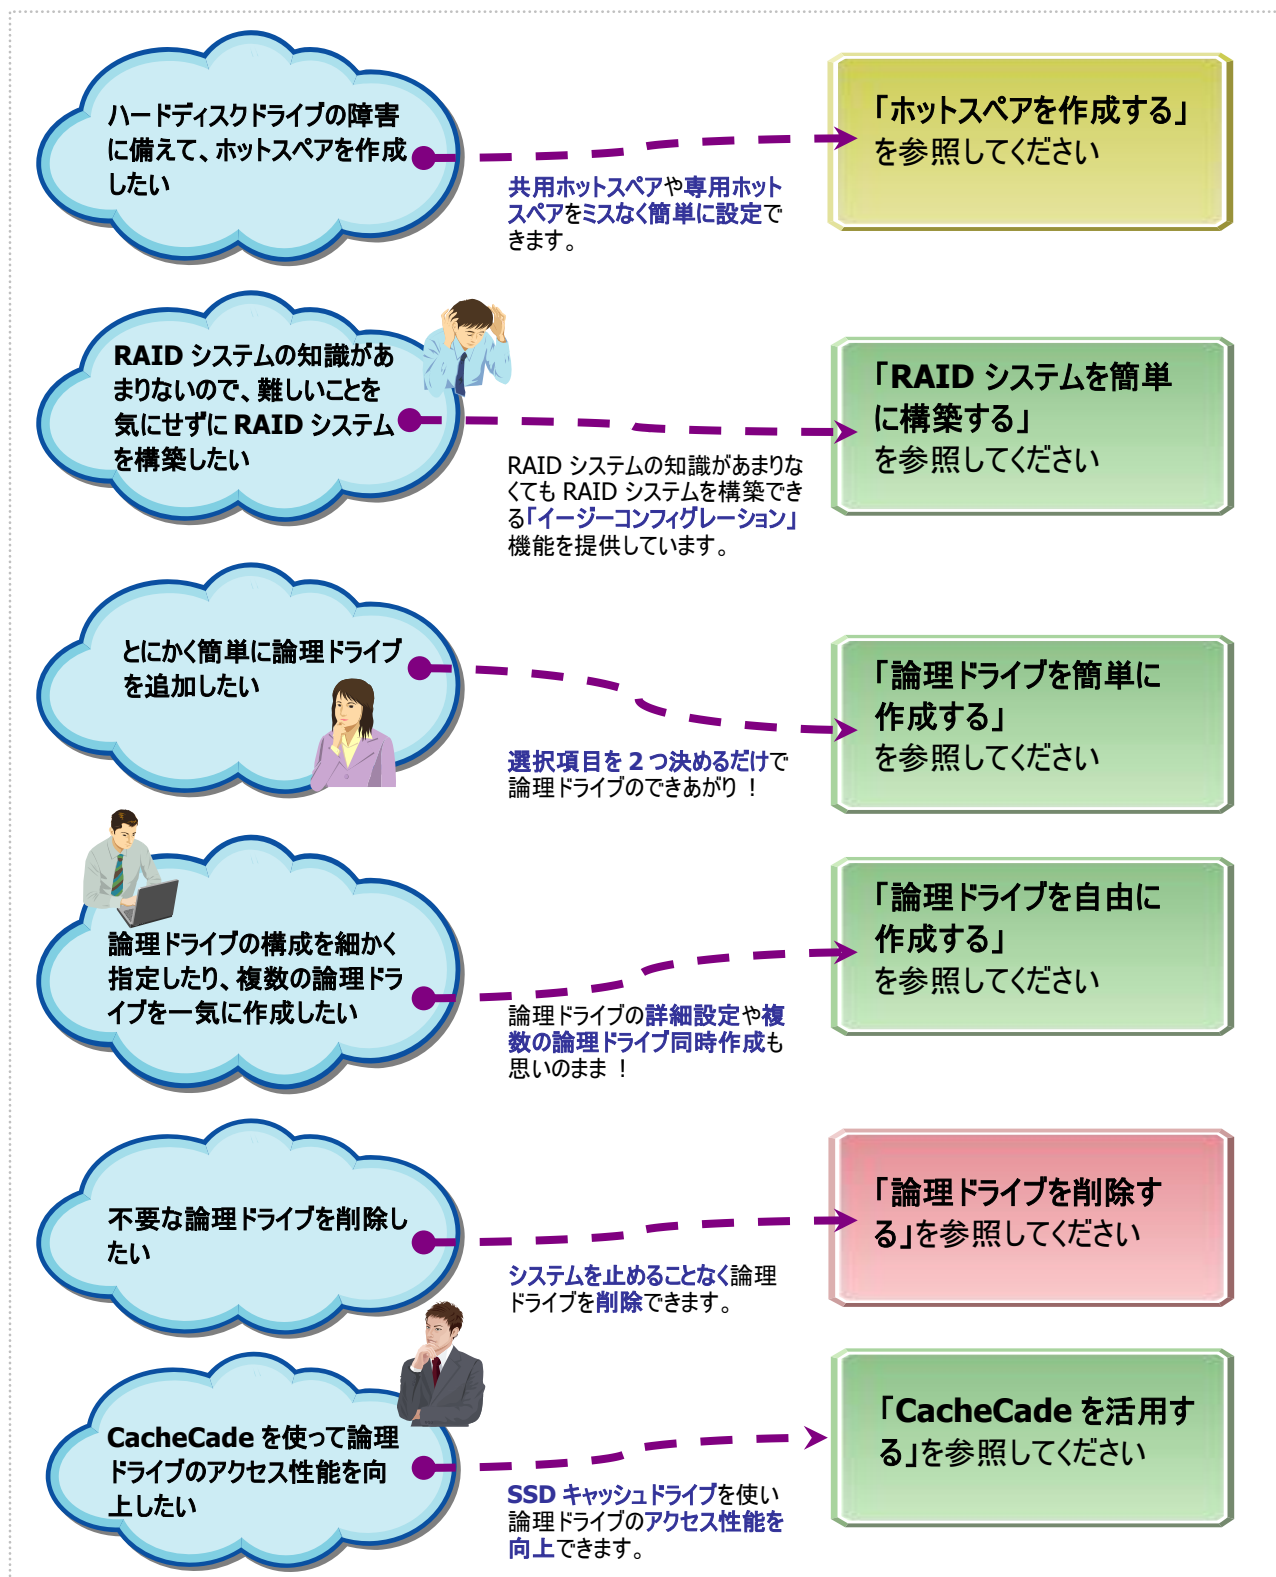 ハードディスクドライブの障害
に備えて、ホットスペアを作成
したい
「ホットスペアを作成する」
を参照してください
共用ホットスペアや専用ホット
スペアをミスなく簡単に設定で
きます。
RAID システムの知識があ
まりないので、難しいことを
気にせずに RAID システム
を構築したい
「RAID システムを簡単
に構築する」
を参照してください
RAID システムの知識があまりな
くても RAID システムを構築でき
る「イージーコンフィグレーション」
機能を提供しています。
とにかく簡単に論理ドライブ
を追加したい
「論理ドライブを簡単に
作成する」
を参照してください
選択項目を 2 つ決めるだけで
論理ドライブのできあがり！
論理ドライブの構成を細かく
指定したり、複数の論理ドラ
イブを一気に作成したい
「論理ドライブを自由に
作成する」
を参照してください
論理ドライブの詳細設定や複
数の論理ドライブ同時作成も
思いのまま！
不要な論理ドライブを削除し
たい
「論理ドライブを削除す
る」を参照してください
システムを止めることなく論理
ドライブを削除できます。
CacheCade を使って論理
ドライブのアクセス性能を向
上したい
「CacheCade を活用す
る」を参照してください
SSD キャッシュドライブを使い
論理ドライブのアクセス性能を
向上できます。